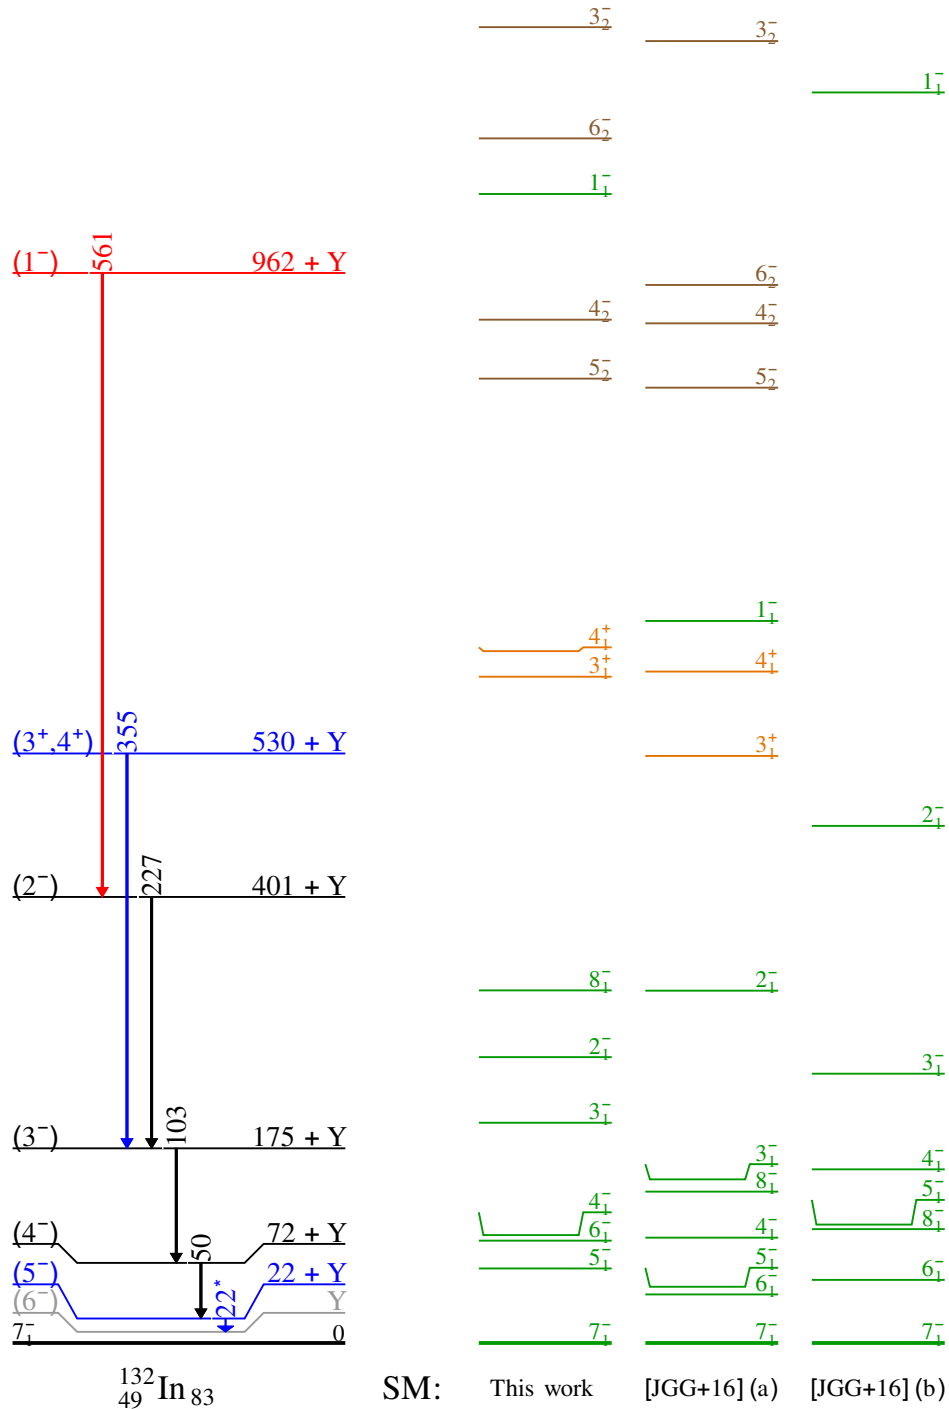 3₂⁻ 3₂⁻
1₁⁻
6₂⁻
1₁⁻
(1⁻) 561 962 + Y
6₂⁻
4₂⁻ 4₂⁻
5₂⁻ 5₂⁻
1₁⁻
4₁⁺ 4₁⁺
3₁⁺
(3⁺,4⁺) 355 530 + Y 3₁⁺
2₁⁻
(2⁻) 227 401 + Y
8₁⁻ 2₁⁻
2₁⁻ 3₁⁻
3₁⁻
(3⁻) 103 175 + Y 3₁⁻ 4₁⁻
8₁⁻ 5₁⁻
4₁⁻ 8₁⁻
(4⁻) 50 72 + Y 6₁⁻ 4₁⁻
(5⁻) 22* 22 + Y 5₁⁻ 5₁⁻ 6₁⁻
(6⁻) Y 6₁⁻
7₁⁻ 0 7₁⁻ 7₁⁻ 7₁⁻
¹³²₄₉In₈₃ SM: This work [JGG+16] (a) [JGG+16] (b)